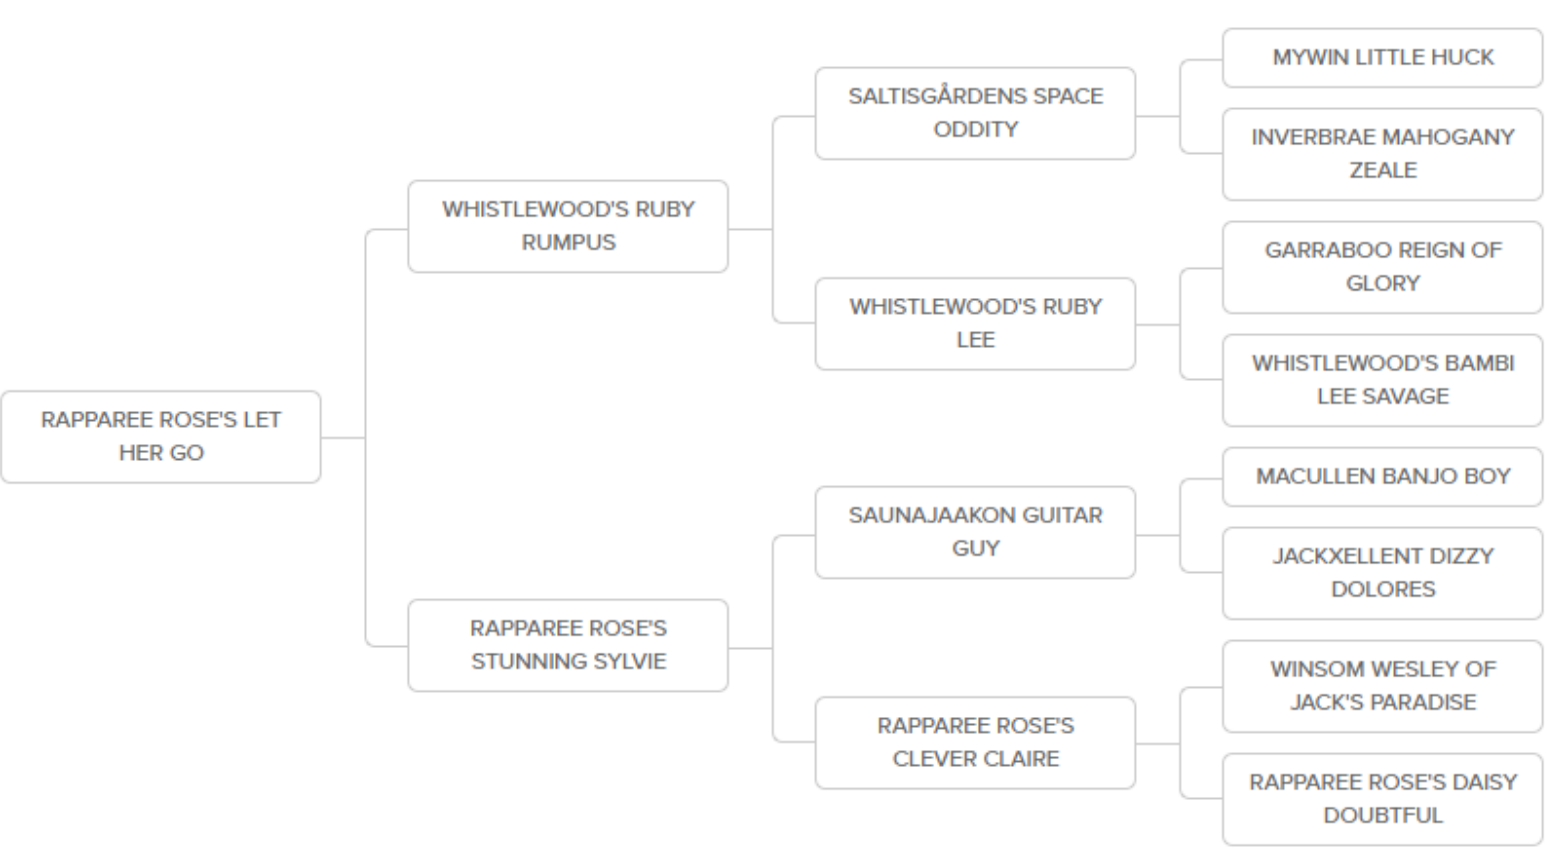 MYWIN LITTLE HUCK
SALTISGÅRDENS SPACE
ODDITY
INVERBRAE MAHOGANY
ZEALE
WHISTLEWOOD'S RUBY
RUMPUS
GARRABOO REIGN OF
GLORY
WHISTLEWOOD'S RUBY
LEE
WHISTLEWOOD'S BAMBI
LEE SAVAGE
RAPPAREE ROSE'S LET
HER GO
MACULLEN BANJO BOY
SAUNAJAAKON GUITAR
GUY
JACKXELLENT DIZZY
DOLORES
RAPPAREE ROSE'S
STUNNING SYLVIE
WINSOM WESLEY OF
JACK'S PARADISE
RAPPAREE ROSE'S
CLEVER CLAIRE
RAPPAREE ROSE'S DAISY
DOUBTFUL